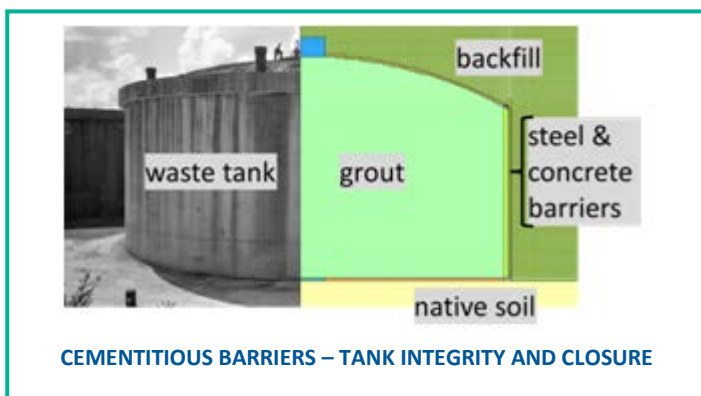 backfill
waste tank
grout
steel &
concrete
barriers
native soil
CEMENTITIOUS BARRIERS – TANK INTEGRITY AND CLOSURE